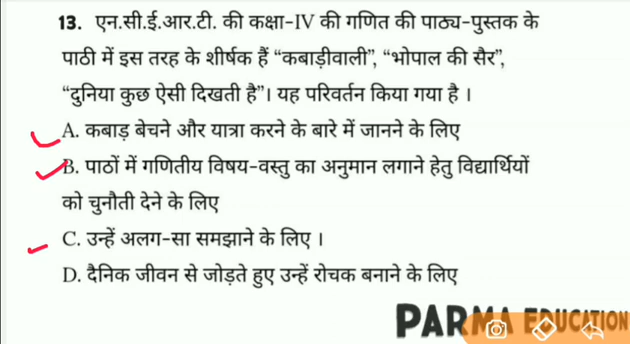 13. एन.सी.ई.आर.टी. की कक्षा-IV की गणित की पाठ्य-पुस्तक के
पाठी में इस तरह के शीर्षक हैं “कबाड़ीवाली”, “भोपाल की सैर”,
“दुनिया कुछ ऐसी दिखती है”। यह परिवर्तन किया गया है ।
A. कबाड़ बेचने और यात्रा करने के बारे में जानने के लिए
B. पाठों में गणितीय विषय-वस्तु का अनुमान लगाने हेतु विद्यार्थियों
को चुनौती देने के लिए
C. उन्हें अलग-सा समझाने के लिए ।
D. दैनिक जीवन से जोड़ते हुए उन्हें रोचक बनाने के लिए
PARMA EDUCATION